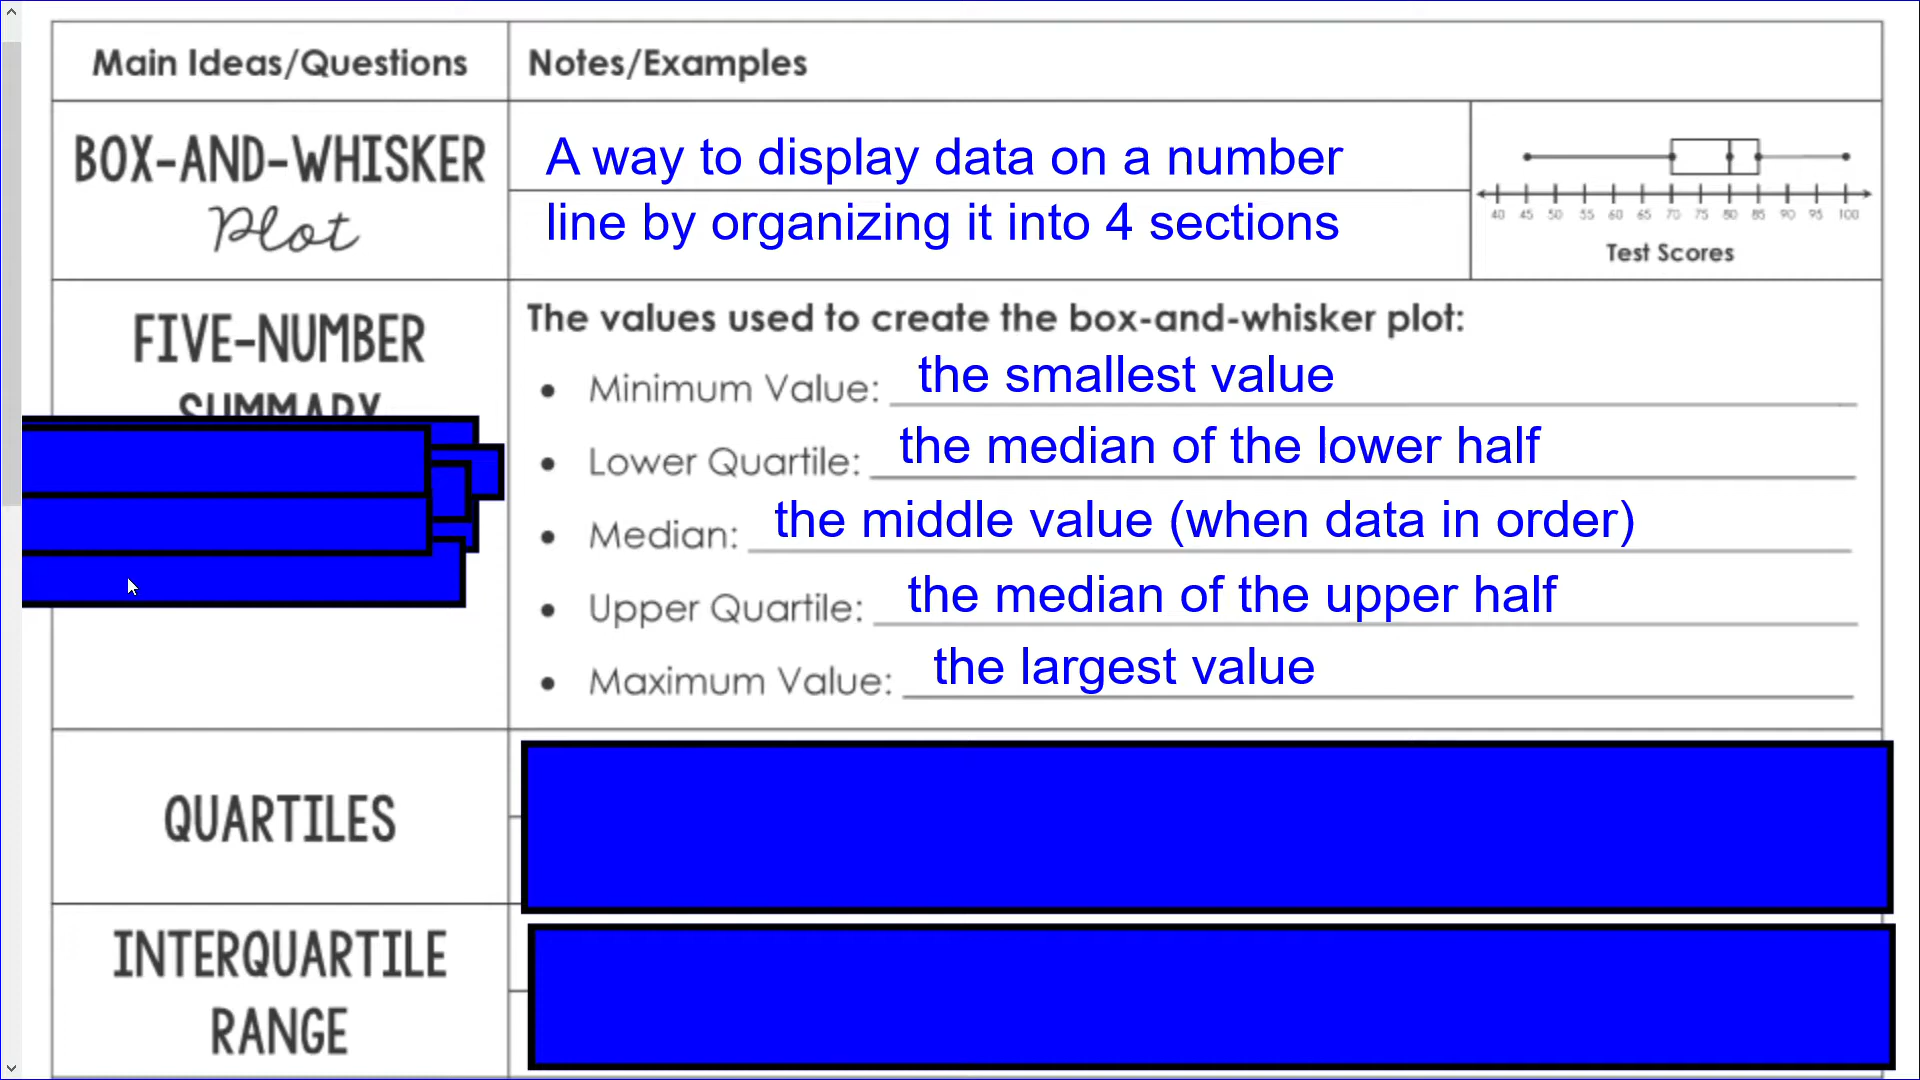 Main Ideas/Questions
Notes/Examples
BOX-AND-WHISKER
Plot
A way to display data on a number
line by organizing it into 4 sections
40 45 50 55 60 65 70 75 80 85 90 95 100
Test Scores
FIVE-NUMBER
SUMMARY
The values used to create the box-and-whisker plot:
• Minimum Value: the smallest value
• Lower Quartile: the median of the lower half
• Median: the middle value (when data in order)
• Upper Quartile: the median of the upper half
• Maximum Value: the largest value
QUARTILES
INTERQUARTILE
RANGE